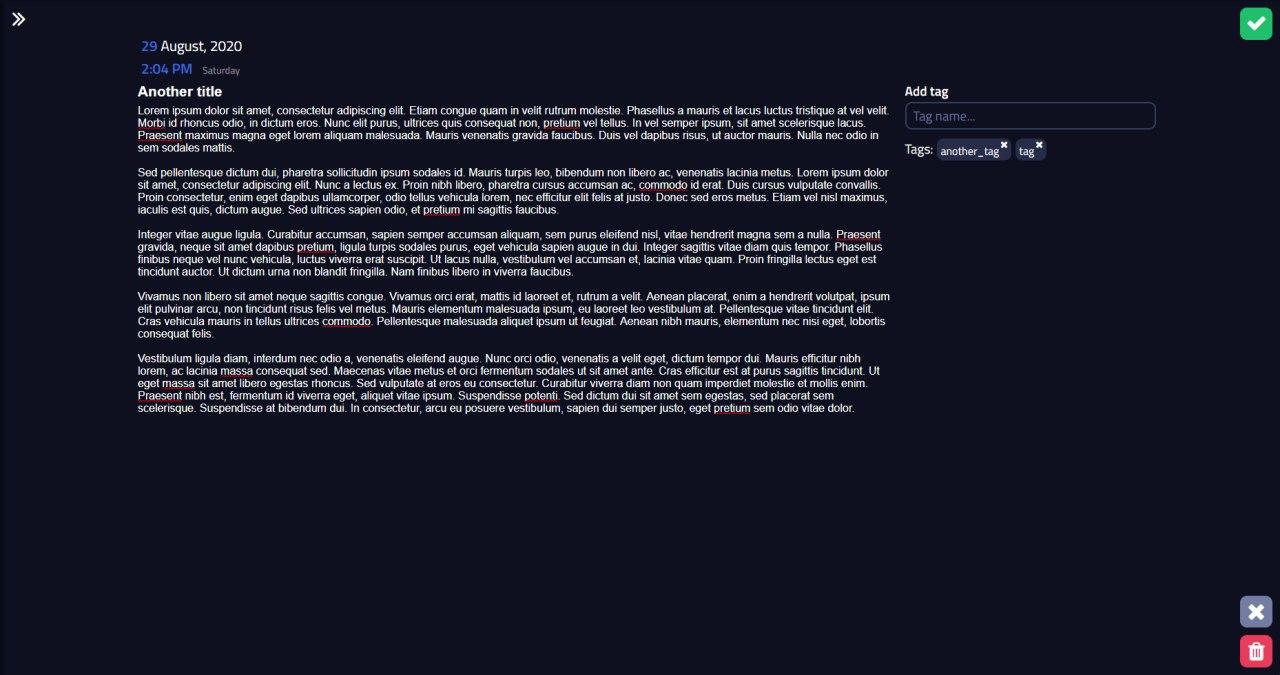 29 August, 2020
2:04 PM Saturday
Another title
Lorem ipsum dolor sit amet, consectetur adipiscing elit. Etiam congue quam in velit rutrum molestie. Phasellus a mauris et lacus luctus tristique at vel velit.
Morbi id rhoncus odio, in dictum eros. Nunc elit purus, ultrices quis consequat non, pretium vel tellus. In vel semper ipsum, sit amet scelerisque lacus.
Praesent maximus magna eget lorem aliquam malesuada. Mauris venenatis gravida faucibus. Duis vel dapibus risus, ut auctor mauris. Nulla nec odio in
sem sodales mattis.
Sed pellentesque dictum dui, pharetra sollicitudin ipsum sodales id. Mauris turpis leo, bibendum non libero ac, venenatis lacinia metus. Lorem ipsum dolor
sit amet, consectetur adipiscing elit. Nunc a lectus ex. Proin nibh libero, pharetra cursus accumsan ac, commodo id erat. Duis cursus vulputate convallis.
Proin consectetur, enim eget dapibus ullamcorper, odio tellus vehicula lorem, nec efficitur elit felis at justo. Donec sed eros metus. Etiam vel nisl maximus,
iaculis est quis, dictum augue. Sed ultrices sapien odio, et pretium mi sagittis faucibus.
Integer vitae augue ligula. Curabitur accumsan, sapien semper accumsan aliquam, sem purus eleifend nisl, vitae hendrerit magna sem a nulla. Praesent
gravida, neque sit amet dapibus pretium, ligula turpis sodales purus, eget vehicula sapien augue in dui. Integer sagittis vitae diam quis tempor. Phasellus
finibus neque vel nunc vehicula, luctus viverra erat suscipit. Ut lacus nulla, vestibulum vel accumsan et, lacinia vitae quam. Proin fringilla lectus eget est
tincidunt auctor. Ut dictum urna non blandit fringilla. Nam finibus libero in viverra faucibus.
Vivamus non libero sit amet neque sagittis congue. Vivamus orci erat, mattis id laoreet et, rutrum a velit. Aenean placerat, enim a hendrerit volutpat, ipsum
elit pulvinar arcu, non tincidunt risus felis vel metus. Mauris elementum malesuada ipsum, eu laoreet leo vestibulum at. Pellentesque vitae tincidunt elit.
Cras vehicula mauris in tellus ultrices commodo. Pellentesque malesuada aliquet ipsum ut feugiat. Aenean nibh mauris, elementum nec nisi eget, lobortis
consequat felis.
Vestibulum ligula diam, interdum nec odio a, venenatis eleifend augue. Nunc orci odio, venenatis a velit eget, dictum tempor dui. Mauris efficitur nibh
lorem, ac lacinia massa consequat sed. Maecenas vitae metus et orci fermentum sodales ut sit amet ante. Cras efficitur est at purus sagittis tincidunt. Ut
eget massa sit amet libero egestas rhoncus. Sed vulputate at eros eu consectetur. Curabitur viverra diam non quam imperdiet molestie et mollis enim.
Praesent nibh est, fermentum id viverra eget, aliquet vitae ipsum. Suspendisse potenti. Sed dictum dui sit amet sem egestas, sed placerat sem
scelerisque. Suspendisse at bibendum dui. In consectetur, arcu eu posuere vestibulum, sapien dui semper justo, eget pretium sem odio vitae dolor.
Add tag
Tag name...
Tags: another_tag tag